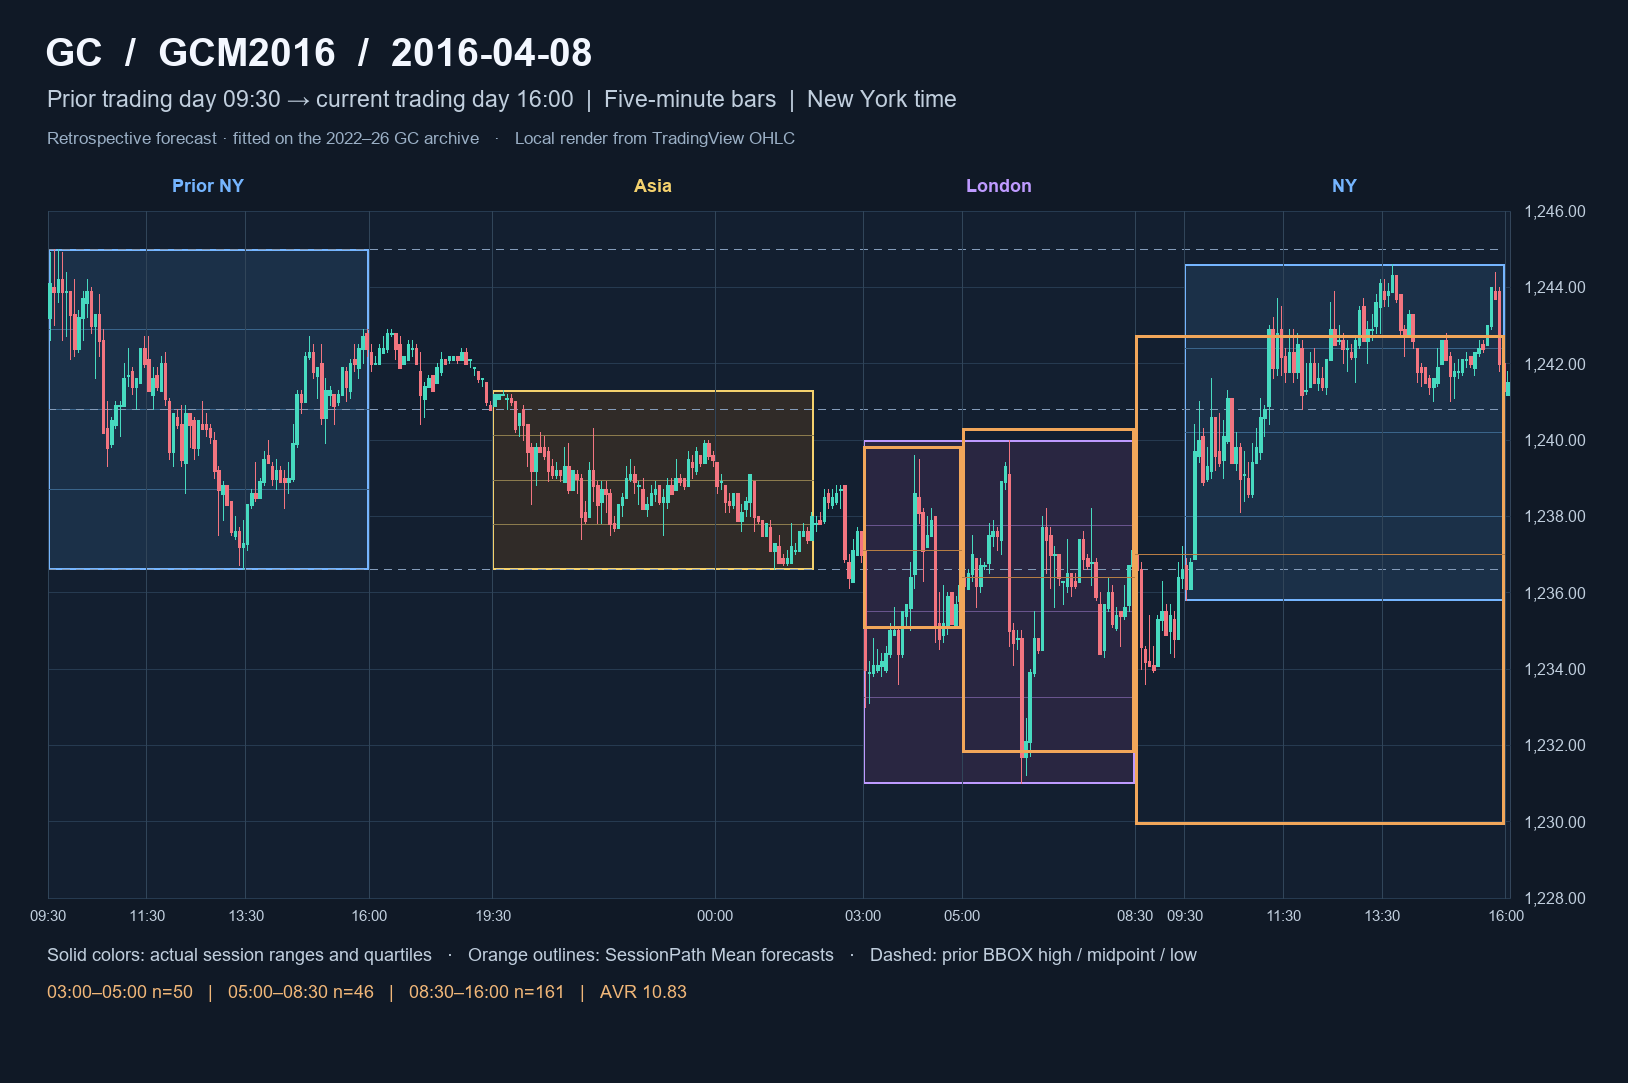 GC / GCM2016 / 2016-04-08
Prior trading day 09:30 → current trading day 16:00 | Five-minute bars | New York time
Retrospective forecast · fitted on the 2022–26 GC archive · Local render from TradingView OHLC
Prior NY Asia London NY
1,246.00
1,244.00
1,242.00
1,240.00
1,238.00
1,236.00
1,234.00
1,232.00
1,230.00
1,228.00
09:30 11:30 13:30 16:00 19:30 00:00 03:00 05:00 08:30 09:30 11:30 13:30 16:00
Solid colors: actual session ranges and quartiles · Orange outlines: SessionPath Mean forecasts · Dashed: prior BBOX high / midpoint / low
03:00–05:00 n=50 | 05:00–08:30 n=46 | 08:30–16:00 n=161 | AVR 10.83